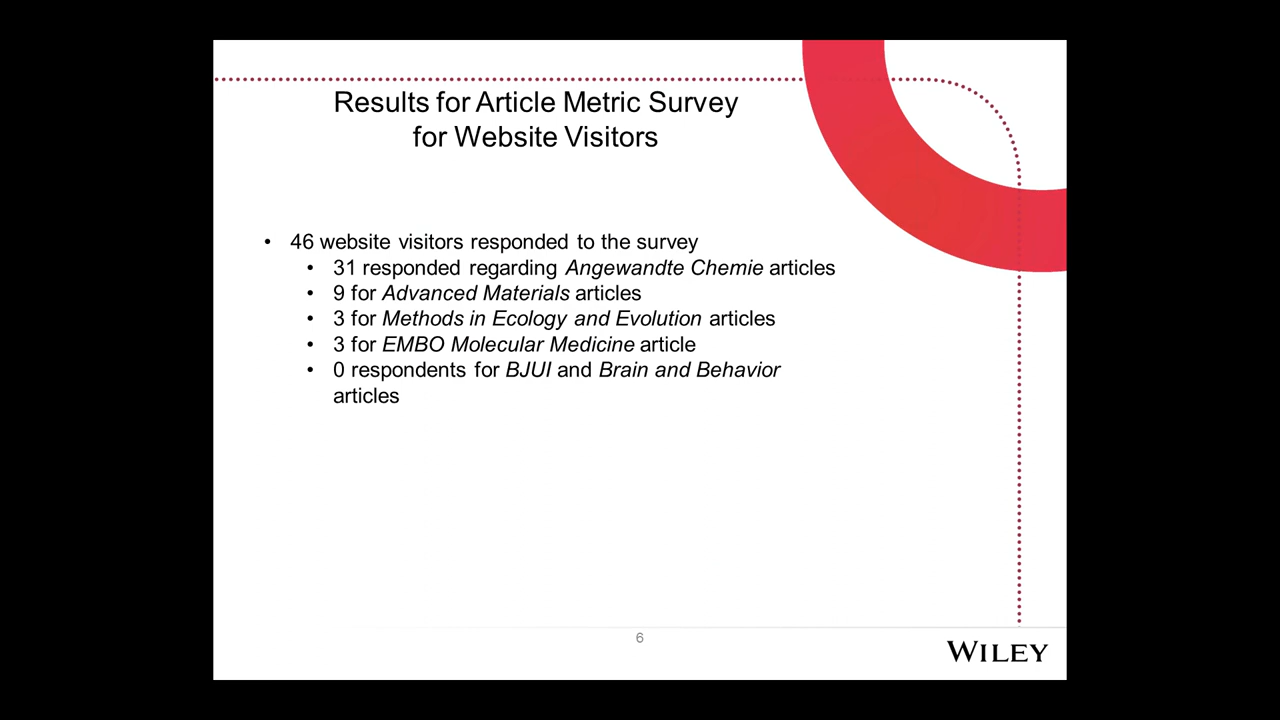 Results for Article Metric Survey
for Website Visitors
• 46 website visitors responded to the survey
• 31 responded regarding Angewandte Chemie articles
• 9 for Advanced Materials articles
• 3 for Methods in Ecology and Evolution articles
• 3 for EMBO Molecular Medicine article
• 0 respondents for BJUI and Brain and Behavior
articles
6
WILEY